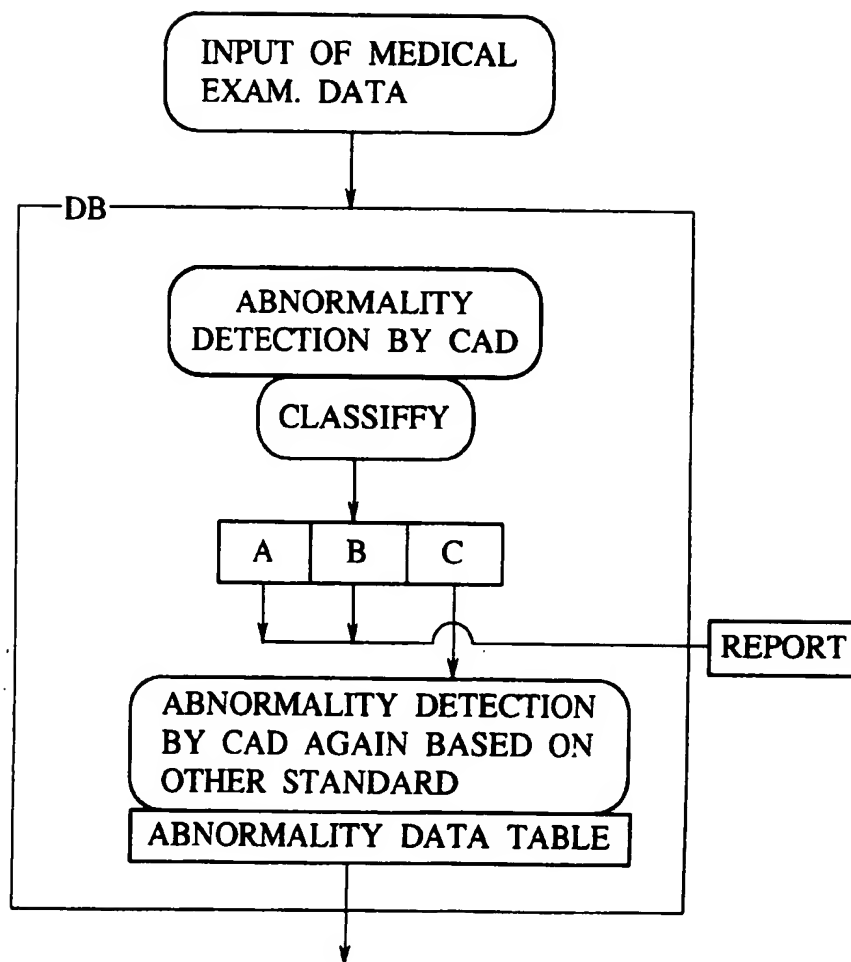 INPUT OF MEDICAL
EXAM. DATA
DB
ABNORMALITY
DETECTION BY CAD
CLASSIFFY
A B C
REPORT
ABNORMALITY DETECTION
BY CAD AGAIN BASED ON
OTHER STANDARD
ABNORMALITY DATA TABLE